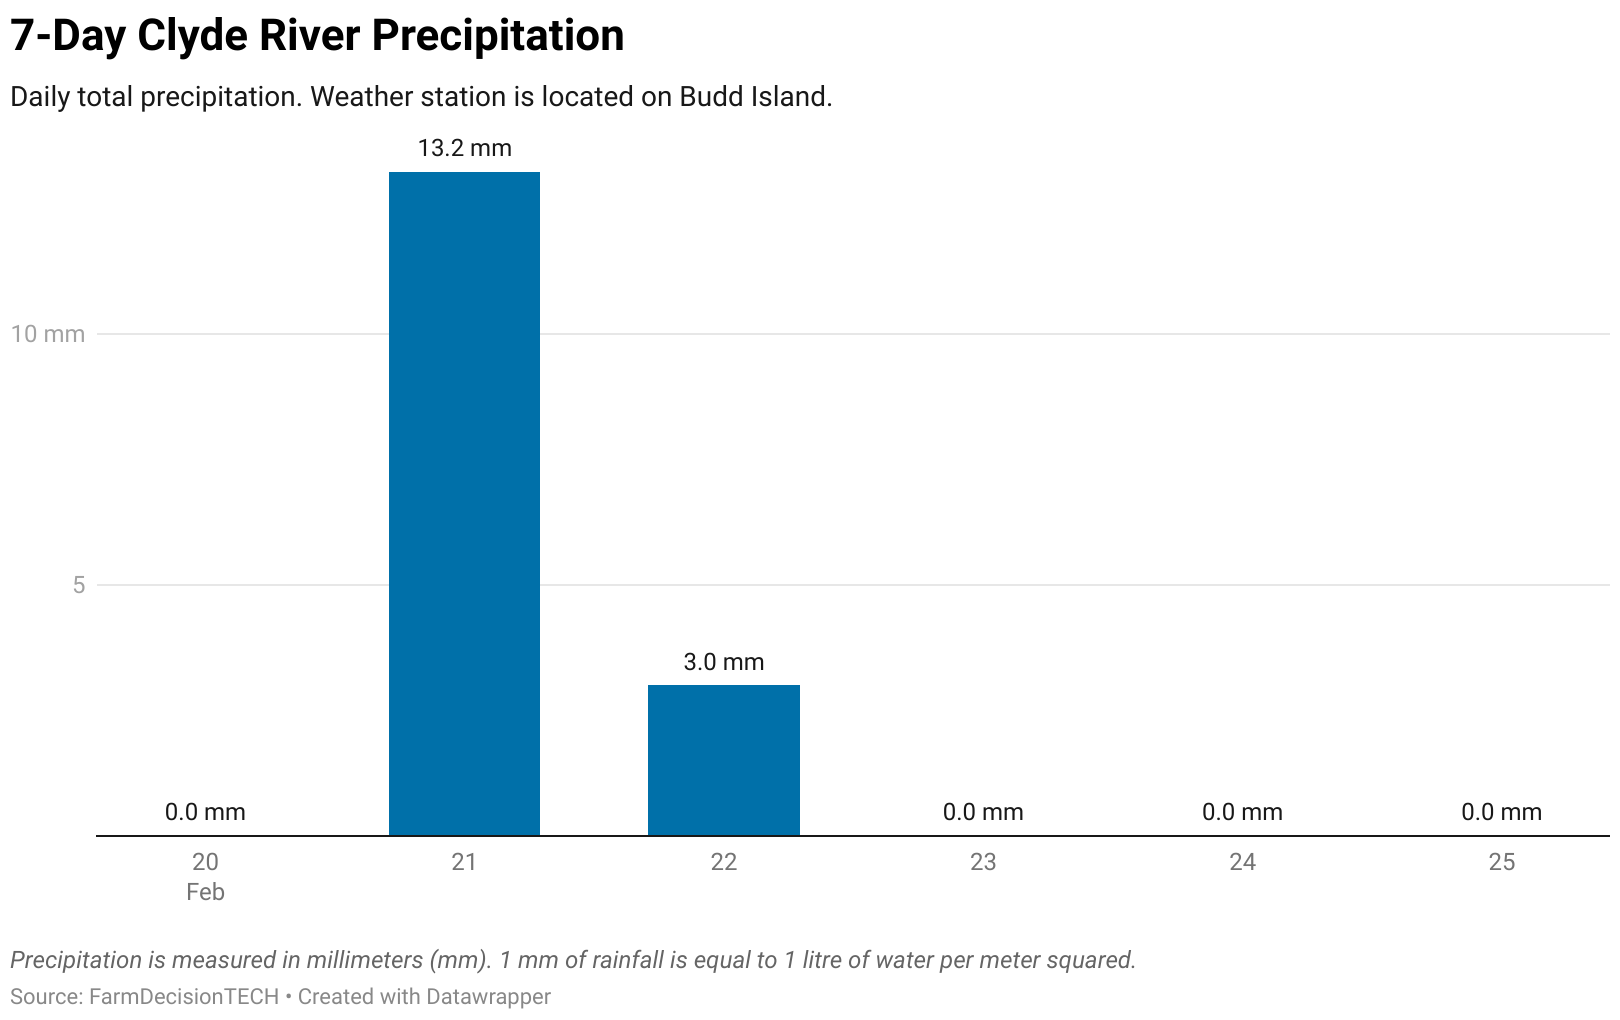 7-Day Clyde River Precipitation
Daily total precipitation. Weather station is located on Budd Island.
13.2 mm
10 mm
5
3.0 mm
0.0 mm
0.0 mm
0.0 mm
0.0 mm
20
21
22
23
24
25
Feb
Precipitation is measured in millimeters (mm). 1 mm of rainfall is equal to 1 litre of water per meter squared.
Source: FarmDecisionTECH • Created with Datawrapper